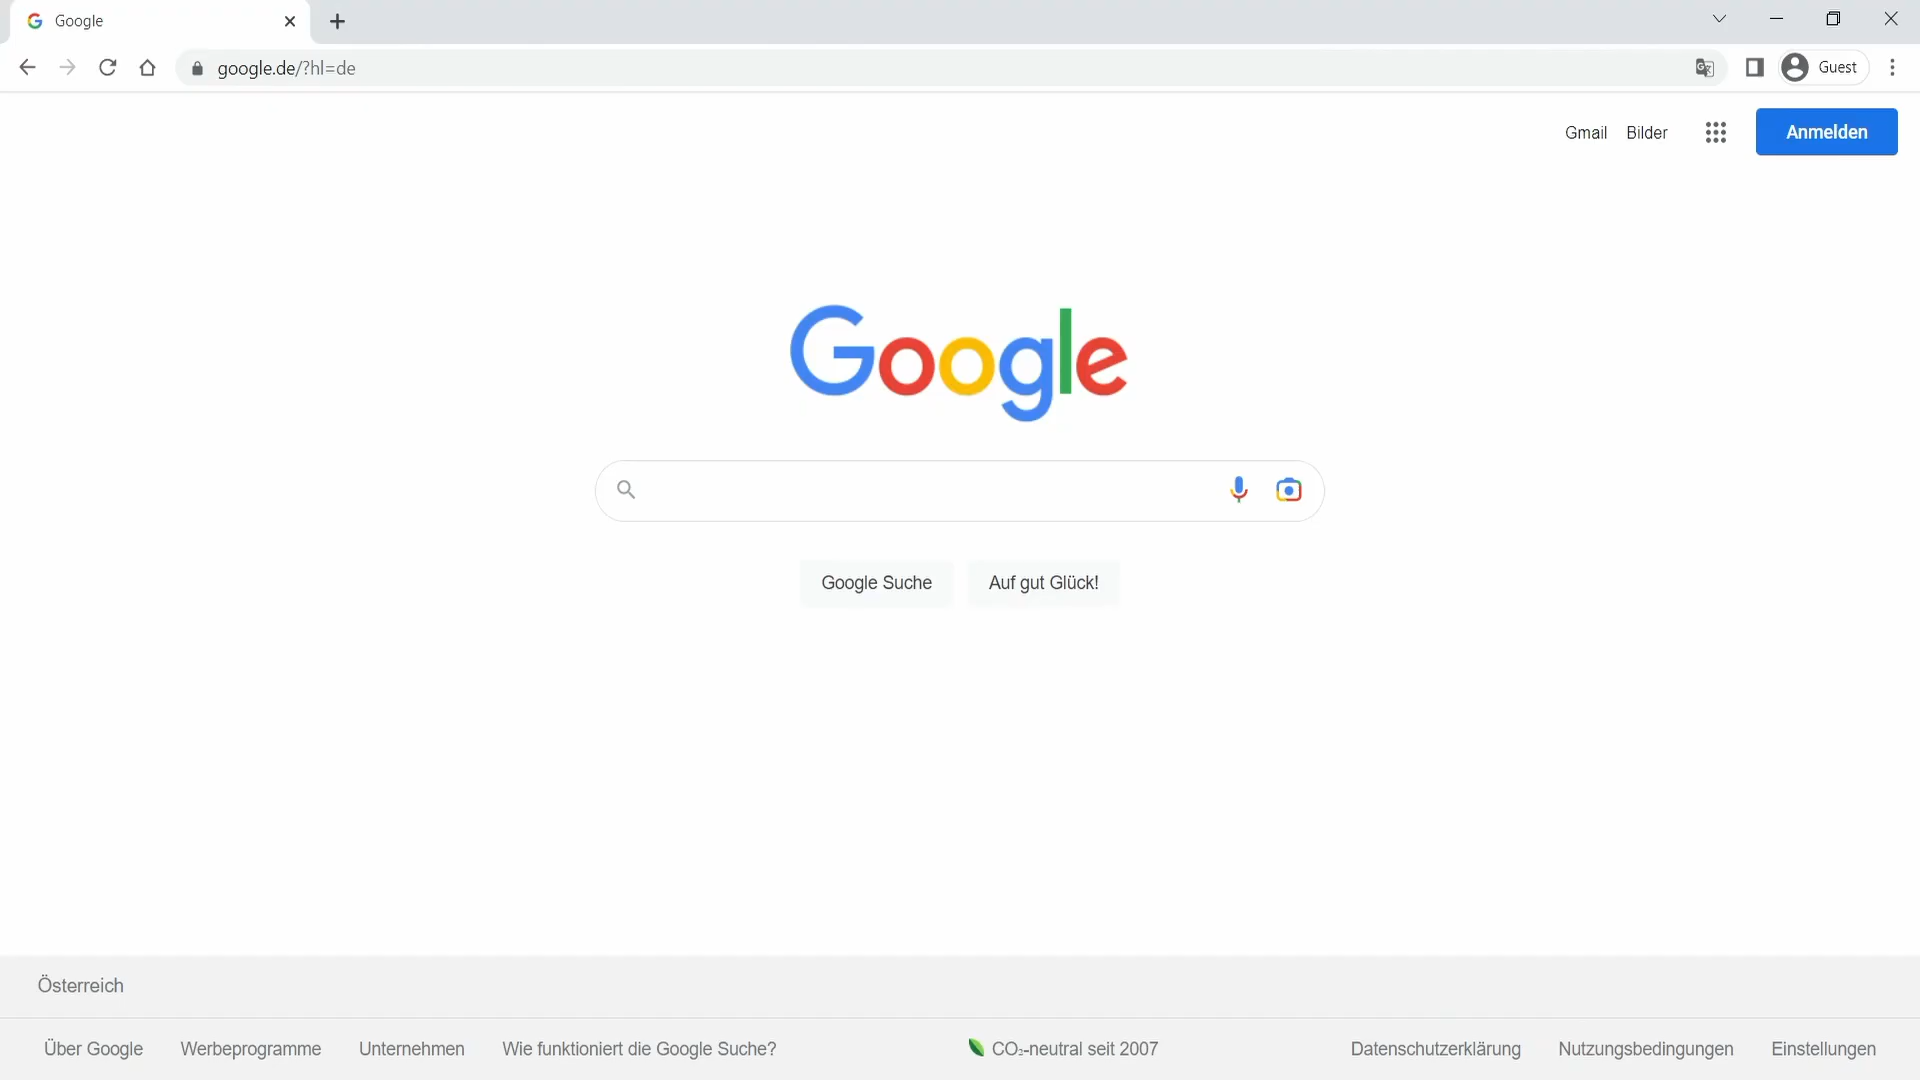 Google
google.de/?hl=de
Guest
Gmail Bilder Anmelden
Google
Google Suche Auf gut Glück!
Österreich
Über Google Werbeprogramme Unternehmen Wie funktioniert die Google Suche? CO₂-neutral seit 2007 Datenschutzerklärung Nutzungsbedingungen Einstellungen